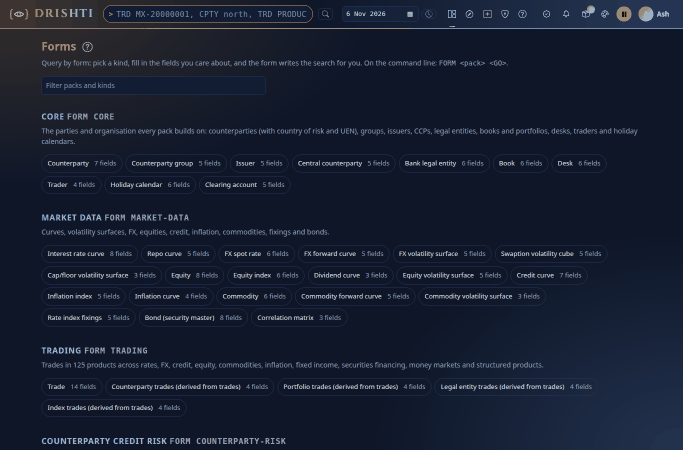 {👁} DRISHTI
> TRD MX-20000001, CPTY north, TRD PRODUC
6 Nov 2026
Ash
Forms ?
Query by form: pick a kind, fill in the fields you care about, and the form writes the search for you. On the command line: FORM <pack> <GO>.
Filter packs and kinds
CORE FORM CORE
The parties and organisation every pack builds on: counterparties (with country of risk and UEN), groups, issuers, CCPs, legal entities, books and portfolios, desks, traders and holiday
calendars.
Counterparty 7 fields Counterparty group 5 fields Issuer 5 fields Central counterparty 5 fields Bank legal entity 6 fields Book 6 fields Desk 6 fields
Trader 4 fields Holiday calendar 6 fields Clearing account 5 fields
MARKET DATA FORM MARKET-DATA
Curves, volatility surfaces, FX, equities, credit, inflation, commodities, fixings and bonds.
Interest rate curve 8 fields Repo curve 5 fields FX spot rate 6 fields FX forward curve 5 fields FX volatility surface 5 fields Swaption volatility cube 5 fields
Cap/floor volatility surface 3 fields Equity 8 fields Equity index 6 fields Dividend curve 3 fields Equity volatility surface 5 fields Credit curve 7 fields
Inflation index 5 fields Inflation curve 4 fields Commodity 6 fields Commodity forward curve 5 fields Commodity volatility surface 3 fields
Rate index fixings 5 fields Bond (security master) 8 fields Correlation matrix 3 fields
TRADING FORM TRADING
Trades in 125 products across rates, FX, credit, equity, commodities, inflation, fixed income, securities financing, money markets and structured products.
Trade 14 fields Counterparty trades (derived from trades) 4 fields Portfolio trades (derived from trades) 4 fields Legal entity trades (derived from trades) 4 fields
Index trades (derived from trades) 4 fields
COUNTERPARTY CREDIT RISK FORM COUNTERPARTY-RISK